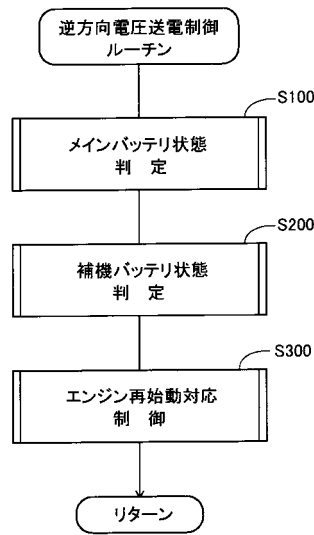 逆方向電圧送電制御
ルーチン
S100
メインバッテリ状態
判 定
S200
補機バッテリ状態
判 定
S300
エンジン再始動対応
制 御
リターン